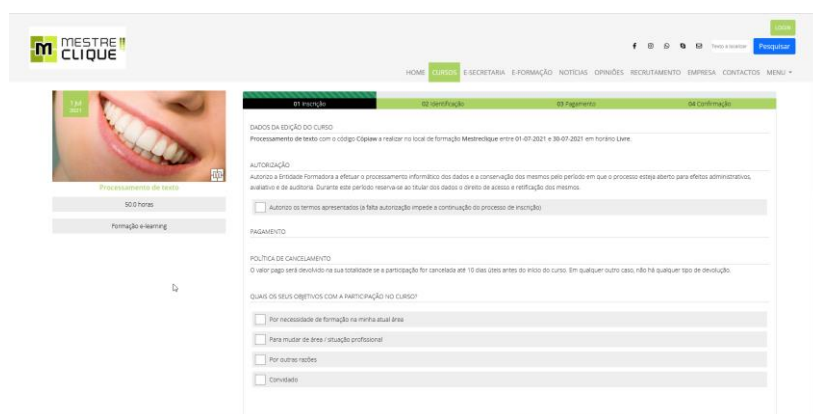 MESTRE
CLIQUE
LOGIN
Pesquisar
HOME CURSOS E-SECRETARIA E-FORMAÇÃO NOTÍCIAS OPINIÕES RECRUTAMENTO EMPRESA CONTACTOS MENU
1 Jul
2021
01 Inscrição 02 Identificação 03 Pagamento 04 Confirmação
DADOS DA EDIÇÃO DO CURSO
Processamento de texto com o código Cópiaw a realizar no local de formação Mestreclique entre 01-07-2021 e 30-07-2021 em horário Livre.
AUTORIZAÇÃO
Autorizo a Entidade Formadora a efetuar o processamento informático dos dados e a conservação dos mesmos pelo período em que o processo esteja aberto para efeitos administrativos,
avaliativo e de auditoria. Durante este período reserva-se ao titular dos dados o direito de acesso e retificação dos mesmos.
Processamento de texto
50.0 horas
Formação e-learning
Autorizo os termos apresentados (a falta autorização impede a continuação do processo de inscrição)
PAGAMENTO
POLÍTICA DE CANCELAMENTO
O valor pago será devolvido na sua totalidade se a participação for cancelada até 10 dias úteis antes do início do curso. Em qualquer outro caso, não há qualquer tipo de devolução.
QUAIS OS SEUS OBJETIVOS COM A PARTICIPAÇÃO NO CURSO?
Por necessidade de formação na minha atual área
Para mudar de área / situação profissional
Por outras razões
Convidado